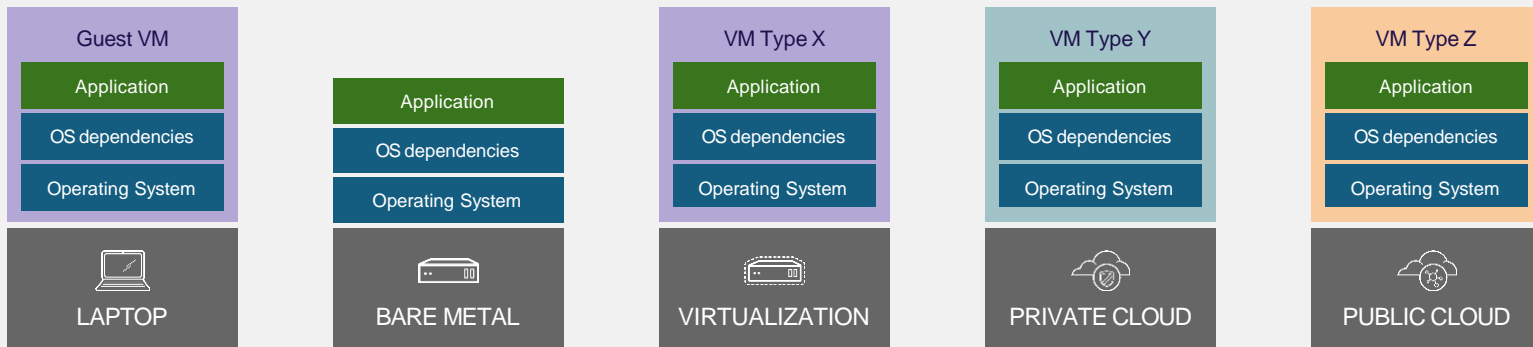 Guest VM
Application
OS dependencies
Operating System
LAPTOP
Application
OS dependencies
Operating System
BARE METAL
VM Type X
Application
OS dependencies
Operating System
VIRTUALIZATION
VM Type Y
Application
OS dependencies
Operating System
PRIVATE CLOUD
VM Type Z
Application
OS dependencies
Operating System
PUBLIC CLOUD